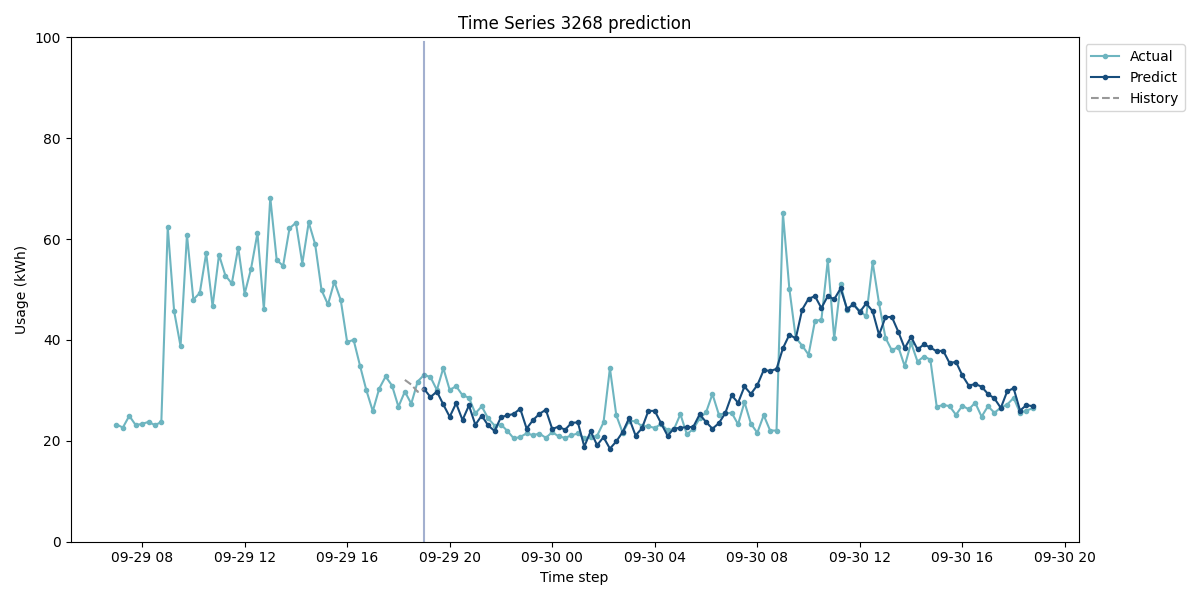 Time Series 3268 prediction
Actual
Predict
History
Usage (kWh)
100
80
60
40
20
0
09-29 08
09-29 12
09-29 16
09-29 20
09-30 00
09-30 04
09-30 08
09-30 12
09-30 16
09-30 20
Time step